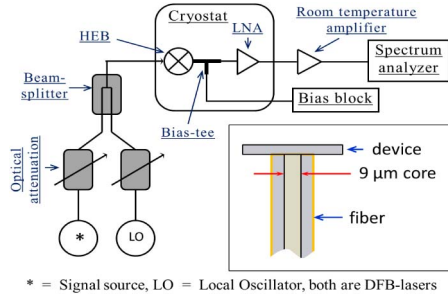 Cryostat
HEB
LNA
Room temperature
amplifier
Spectrum
analyzer
Beam-
splitter
Bias-tee
Bias block
Optical
attenuation
*
LO
device
9 µm core
fiber
* = Signal source, LO = Local Oscillator, both are DFB-lasers